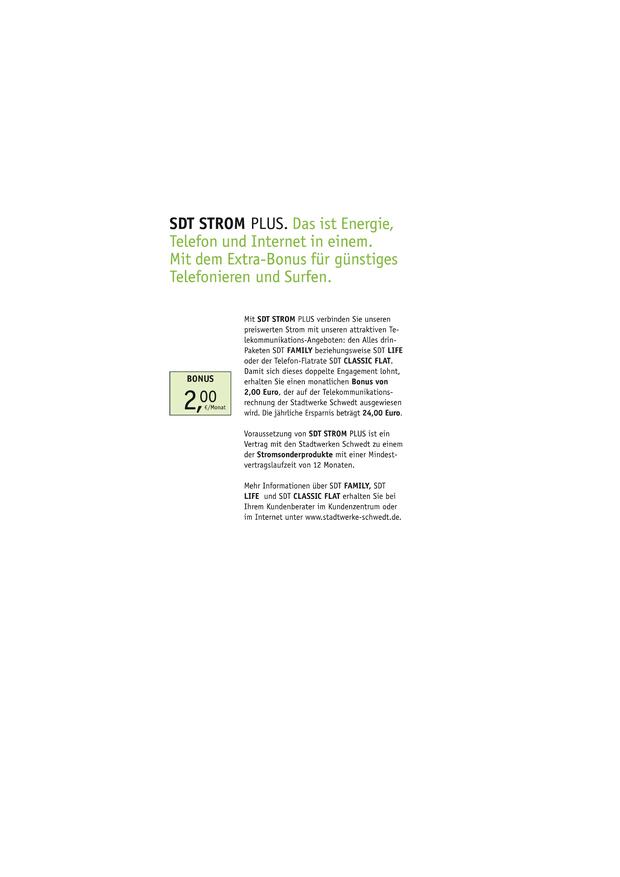 SDT STROM PLUS. Das ist Energie,
Telefon und Internet in einem.
Mit dem Extra-Bonus für günstiges
Telefonieren und Surfen.
Mit SDT STROM PLUS verbinden Sie unseren
preiswerten Strom mit unseren attraktiven Te-
lekommunikations-Angeboten: den Alles drin-
Paketen SDT FAMILY beziehungsweise SDT LIFE
oder der Telefon-Flatrate SDT CLASSIC FLAT.
Damit sich dieses doppelte Engagement lohnt,
erhalten Sie einen monatlichen Bonus von
2,00 Euro, der auf der Telekommunikations-
rechnung der Stadtwerke Schwedt ausgewiesen
wird. Die jährliche Ersparnis beträgt 24,00 Euro.
BONUS
2,00
€/Monat
Voraussetzung von SDT STROM PLUS ist ein
Vertrag mit den Stadtwerken Schwedt zu einem
der Stromsonderprodukte mit einer Mindest-
vertragslaufzeit von 12 Monaten.
Mehr Informationen über SDT FAMILY, SDT
LIFE und SDT CLASSIC FLAT erhalten Sie bei
Ihrem Kundenberater im Kundenzentrum oder
im Internet unter www.stadtwerke-schwedt.de.